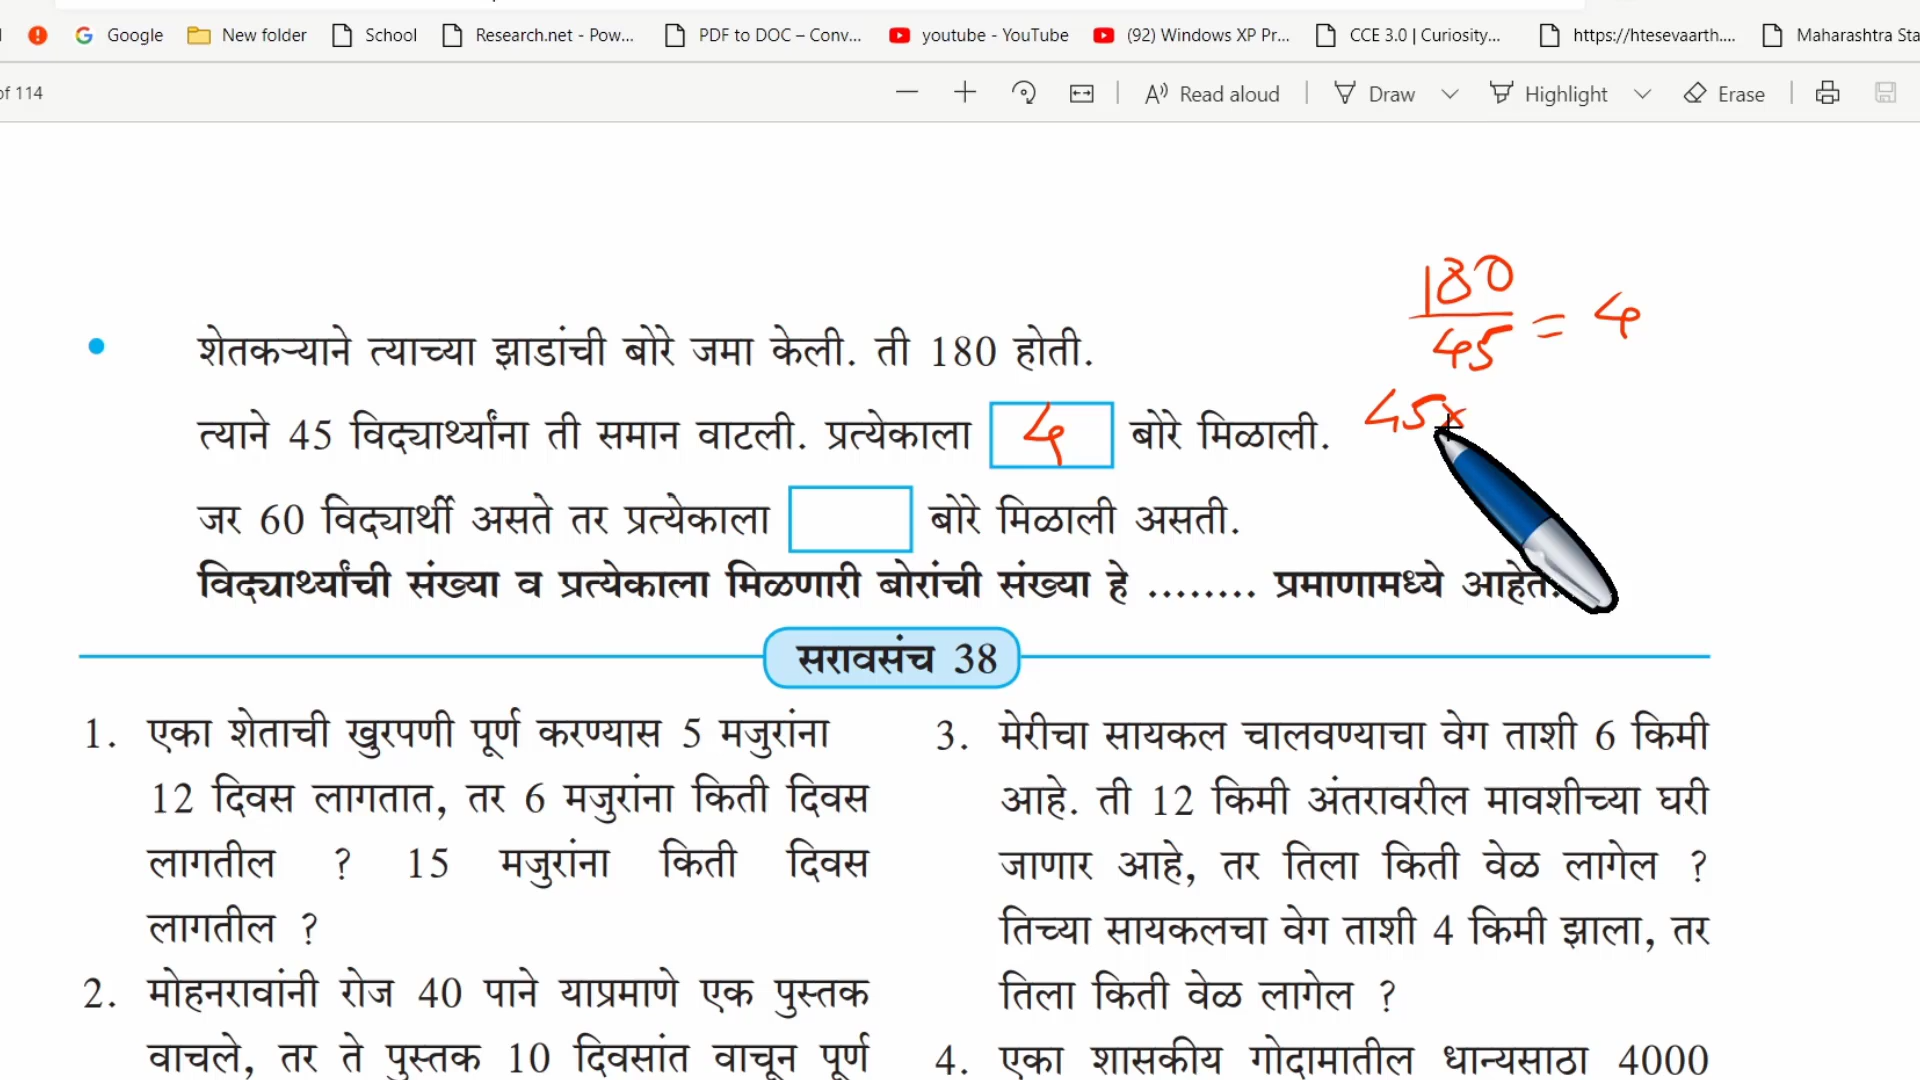 Google New folder School Research.net - Pow... PDF to DOC – Conv... youtube - YouTube (92) Windows XP Pr... CCE 3.0 | Curiosity... https://htesevaarth.... Maharashtra Sta
of 114 Read aloud Draw Highlight Erase
180
45 = 4
शेतकऱ्याने त्याच्या झाडांची बोरे जमा केली. ती 180 होती.
त्याने 45 विद्यार्थ्यांना ती समान वाटली. प्रत्येकाला 4 बोरे मिळाली. 45x
जर 60 विद्यार्थी असते तर प्रत्येकाला बोरे मिळाली असती.
विद्यार्थ्यांची संख्या व प्रत्येकाला मिळणारी बोरांची संख्या हे ........ प्रमाणामध्ये आहेत.
सरावसंच 38
1. एका शेताची खुरपणी पूर्ण करण्यास 5 मजुरांना
12 दिवस लागतात, तर 6 मजुरांना किती दिवस
लागतील ? 15 मजुरांना किती दिवस
लागतील ?
2. मोहनरावांनी रोज 40 पाने याप्रमाणे एक पुस्तक
वाचले, तर ते पुस्तक 10 दिवसांत वाचून पूर्ण
3. मेरीचा सायकल चालवण्याचा वेग ताशी 6 किमी
आहे. ती 12 किमी अंतरावरील मावशीच्या घरी
जाणार आहे, तर तिला किती वेळ लागेल ?
तिच्या सायकलचा वेग ताशी 4 किमी झाला, तर
तिला किती वेळ लागेल ?
4. एका शासकीय गोदामातील धान्यसाठा 4000